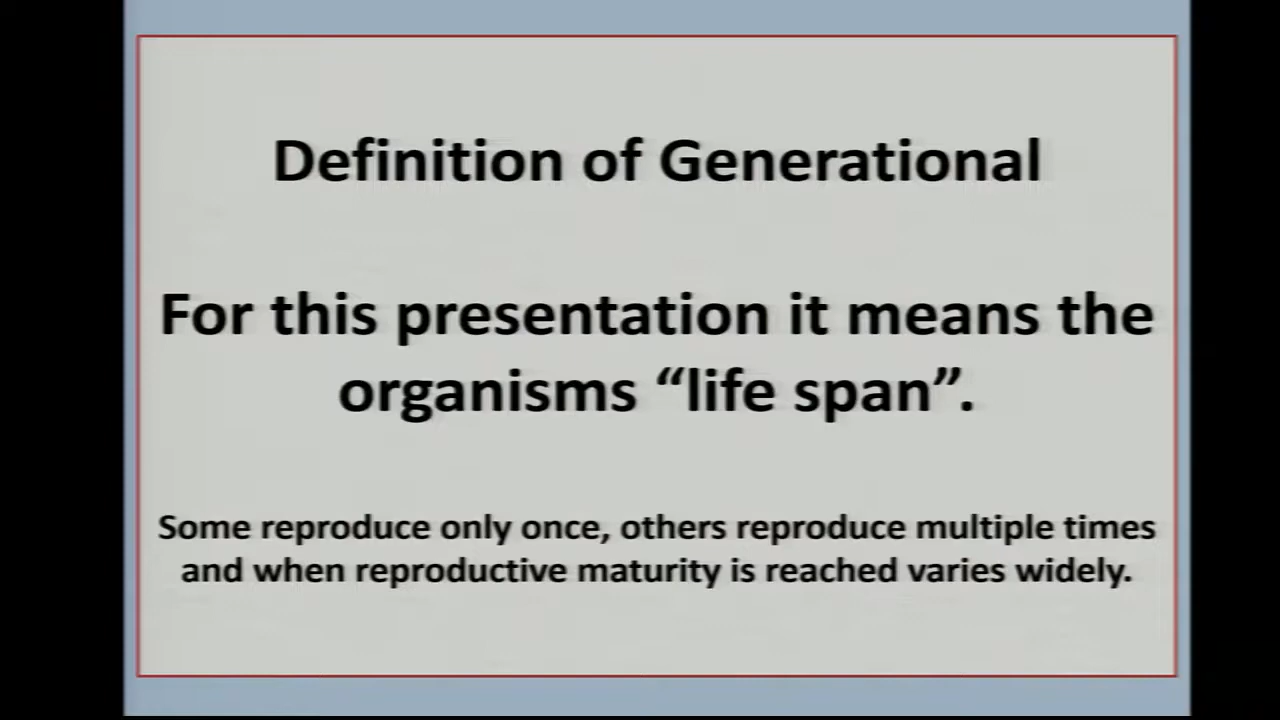 Definition of Generational
For this presentation it means the
organisms “life span”.
Some reproduce only once, others reproduce multiple times
and when reproductive maturity is reached varies widely.